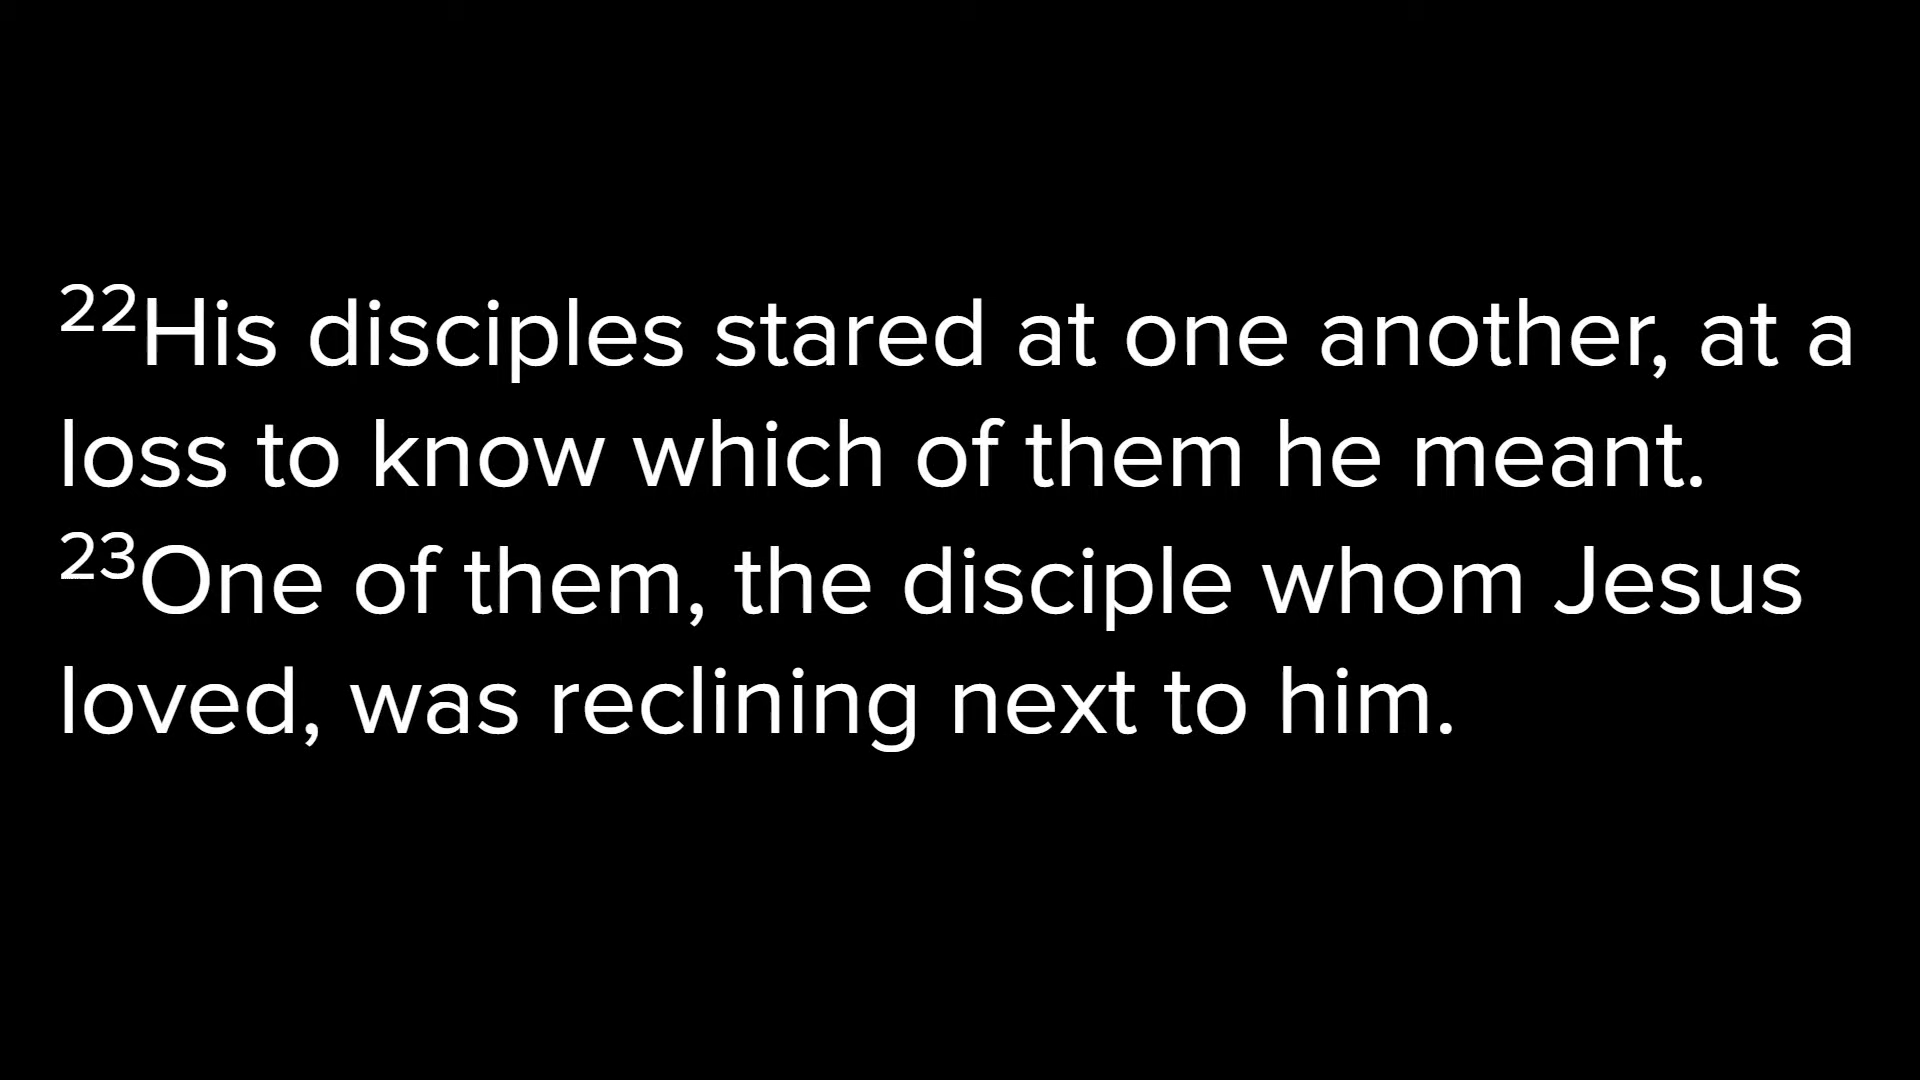 22His disciples stared at one another, at a
loss to know which of them he meant.
23One of them, the disciple whom Jesus
loved, was reclining next to him.